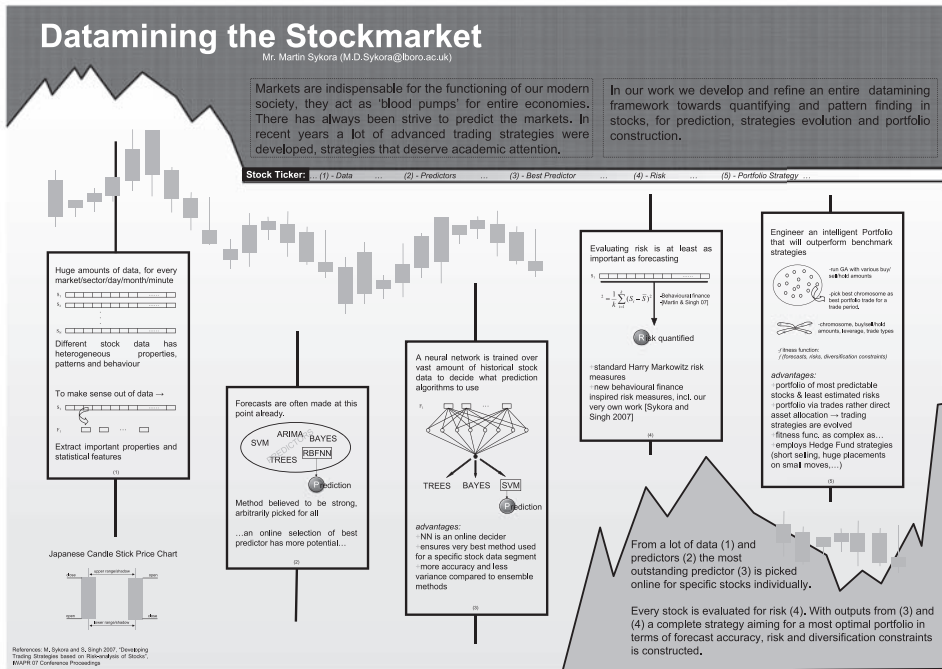 Datamining the Stockmarket
Mr. Martin Sykora (M.D.Sykora@lboro.ac.uk)
Markets are indispensable for the functioning of our modern
society, they act as 'blood pumps' for entire economies.
There has always been strive to predict the markets. In
recent years a lot of advanced trading strategies were
developed, strategies that deserve academic attention.
In our work we develop and refine an entire datamining
framework towards quantifying and pattern finding in
stocks, for prediction, strategies evolution and portfolio
construction.
Stock Ticker: ... (1) - Data ... (2) - Predictors ... (3) - Best Predictor ... (4) - Risk ... (5) - Portfolio Strategy ...
Huge amounts of data, for every
market/sector/day/month/minute
Different stock data has
heterogeneous properties,
patterns and behaviour
To make sense out of data →
Extract important properties and
statistical features
(1)
Japanese Candle Stick Price Chart
upper range/shadow
close
open
open
close
lower range/shadow
References: M. Sykora and S. Singh 2007, "Developing
Trading Strategies based on Risk-analysis of Stocks",
IWAPR 07 Conference Proceedings
Forecasts are often made at this
point already.
PREDICTORS
ARIMA
SVM
BAYES
TREES
RBFNN
Prediction
Method believed to be strong,
arbitrarily picked for all
...an online selection of best
predictor has more potential...
(2)
A neural network is trained over
vast amount of historical stock
data to decide what prediction
algorithms to use
TREES BAYES SVM
Prediction
advantages:
+NN is an online decider
+ensures very best method used
for a specific stock data segment
+more accuracy and less
variance compared to ensemble
methods
(3)
Evaluating risk is at least as
important as forecasting
-Behavioural finance
-[Marlin & Singh 07]
Risk quantified
+standard Harry Markowitz risk
measures
+new behavioural finance
inspired risk measures, incl. our
very own work [Sykora and
Singh 2007]
(4)
Engineer an intelligent Portfolio
that will outperform benchmark
strategies
-run GA with various buy/
sell/hold amounts
-pick best chromosome as
best portfolio trade for a
trade period.
-chromosome, buy/sell/hold
amounts, leverage, trade types
-fitness function:
f (forecasts, risks, diversification constraints)
advantages:
+portfolio of most predictable
stocks & least estimated risks
+portfolio via trades rather direct
asset allocation → trading
strategies are evolved
+fitness func. as complex as...
+employs Hedge Fund strategies
(short selling, huge placements
on small moves,...)
(5)
From a lot of data (1) and
predictors (2) the most
outstanding predictor (3) is picked
online for specific stocks individually.
Every stock is evaluated for risk (4). With outputs from (3) and
(4) a complete strategy aiming for a most optimal portfolio in
terms of forecast accuracy, risk and diversification constraints
is constructed.